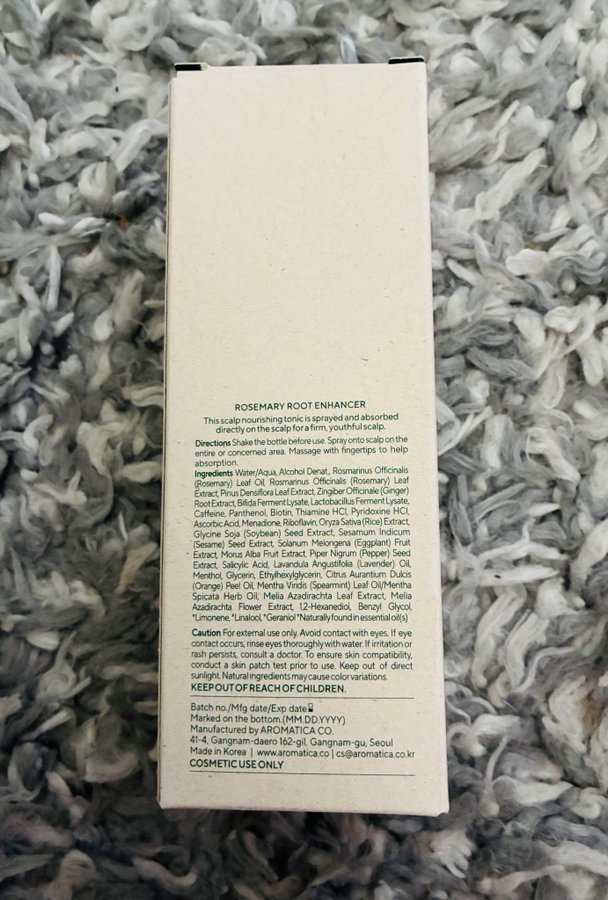 ROSEMARY ROOT ENHANCER
This scalp nourishing tonic is sprayed and absorbed
directly on the scalp for a firm, youthful scalp.
Directions Shake the bottle before use. Spray onto scalp on the
entire or concerned area. Massage with fingertips to help
absorption.
Ingredients Water/Aqua, Alcohol Denat., Rosmarinus Officinalis
(Rosemary) Leaf Oil, Rosmarinus Officinalis (Rosemary) Leaf
Extract, Pinus Densiflora Leaf Extract, Zingiber Officinale (Ginger)
Root Extract, Bifida Ferment Lysate, Lactobacillus Ferment Lysate,
Caffeine, Panthenol, Biotin, Thiamine HCl, Pyridoxine HCl,
Ascorbic Acid, Menadione, Riboflavin, Oryza Sativa (Rice) Extract,
Glycine Soja (Soybean) Seed Extract, Sesamum Indicum
(Sesame) Seed Extract, Solanum Melongena (Eggplant) Fruit
Extract, Morus Alba Fruit Extract, Piper Nigrum (Pepper) Seed
Extract, Salicylic Acid, Lavandula Angustifolia (Lavender) Oil,
Menthol, Glycerin, Ethylhexylglycerin, Citrus Aurantium Dulcis
(Orange) Peel Oil, Mentha Viridis (Spearmint) Leaf Oil/Mentha
Spicata Herb Oil, Melia Azadirachta Leaf Extract, Melia
Azadirachta Flower Extract, 1,2-Hexanediol, Benzyl Glycol,
*Limonene, *Linalool, *Geraniol *Naturally found in essential oil(s)
Caution For external use only. Avoid contact with eyes. If eye
contact occurs, rinse eyes thoroughly with water. If irritation or
rash persists, consult a doctor. To ensure skin compatibility,
conduct a skin patch test prior to use. Keep out of direct
sunlight. Natural ingredients may cause color variations.
KEEP OUT OF REACH OF CHILDREN.
Batch no./Mfg date/Exp date
Marked on the bottom.(MM.DD.YYYY)
Manufactured by AROMATICA CO.
41-4, Gangnam-daero 162-gil, Gangnam-gu, Seoul
Made in Korea | www.aromatica.co | cs@aromatica.co.kr
COSMETIC USE ONLY